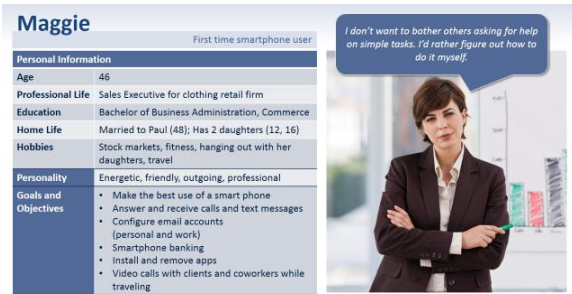 Maggie
First time smartphone user
Personal Information
Age 46
Professional Life Sales Executive for clothing retail firm
Education Bachelor of Business Administration, Commerce
Home Life Married to Paul (48); Has 2 daughters (12, 16)
Hobbies Stock markets, fitness, hanging out with her
daughters, travel
Personality Energetic, friendly, outgoing, professional
Goals and
Objectives
• Make the best use of a smart phone
• Answer and receive calls and text messages
• Configure email accounts
(personal and work)
• Smartphone banking
• Install and remove apps
• Video calls with clients and coworkers while
traveling
I don't want to bother others asking for help
on simple tasks. I'd rather figure out how to
do it myself.